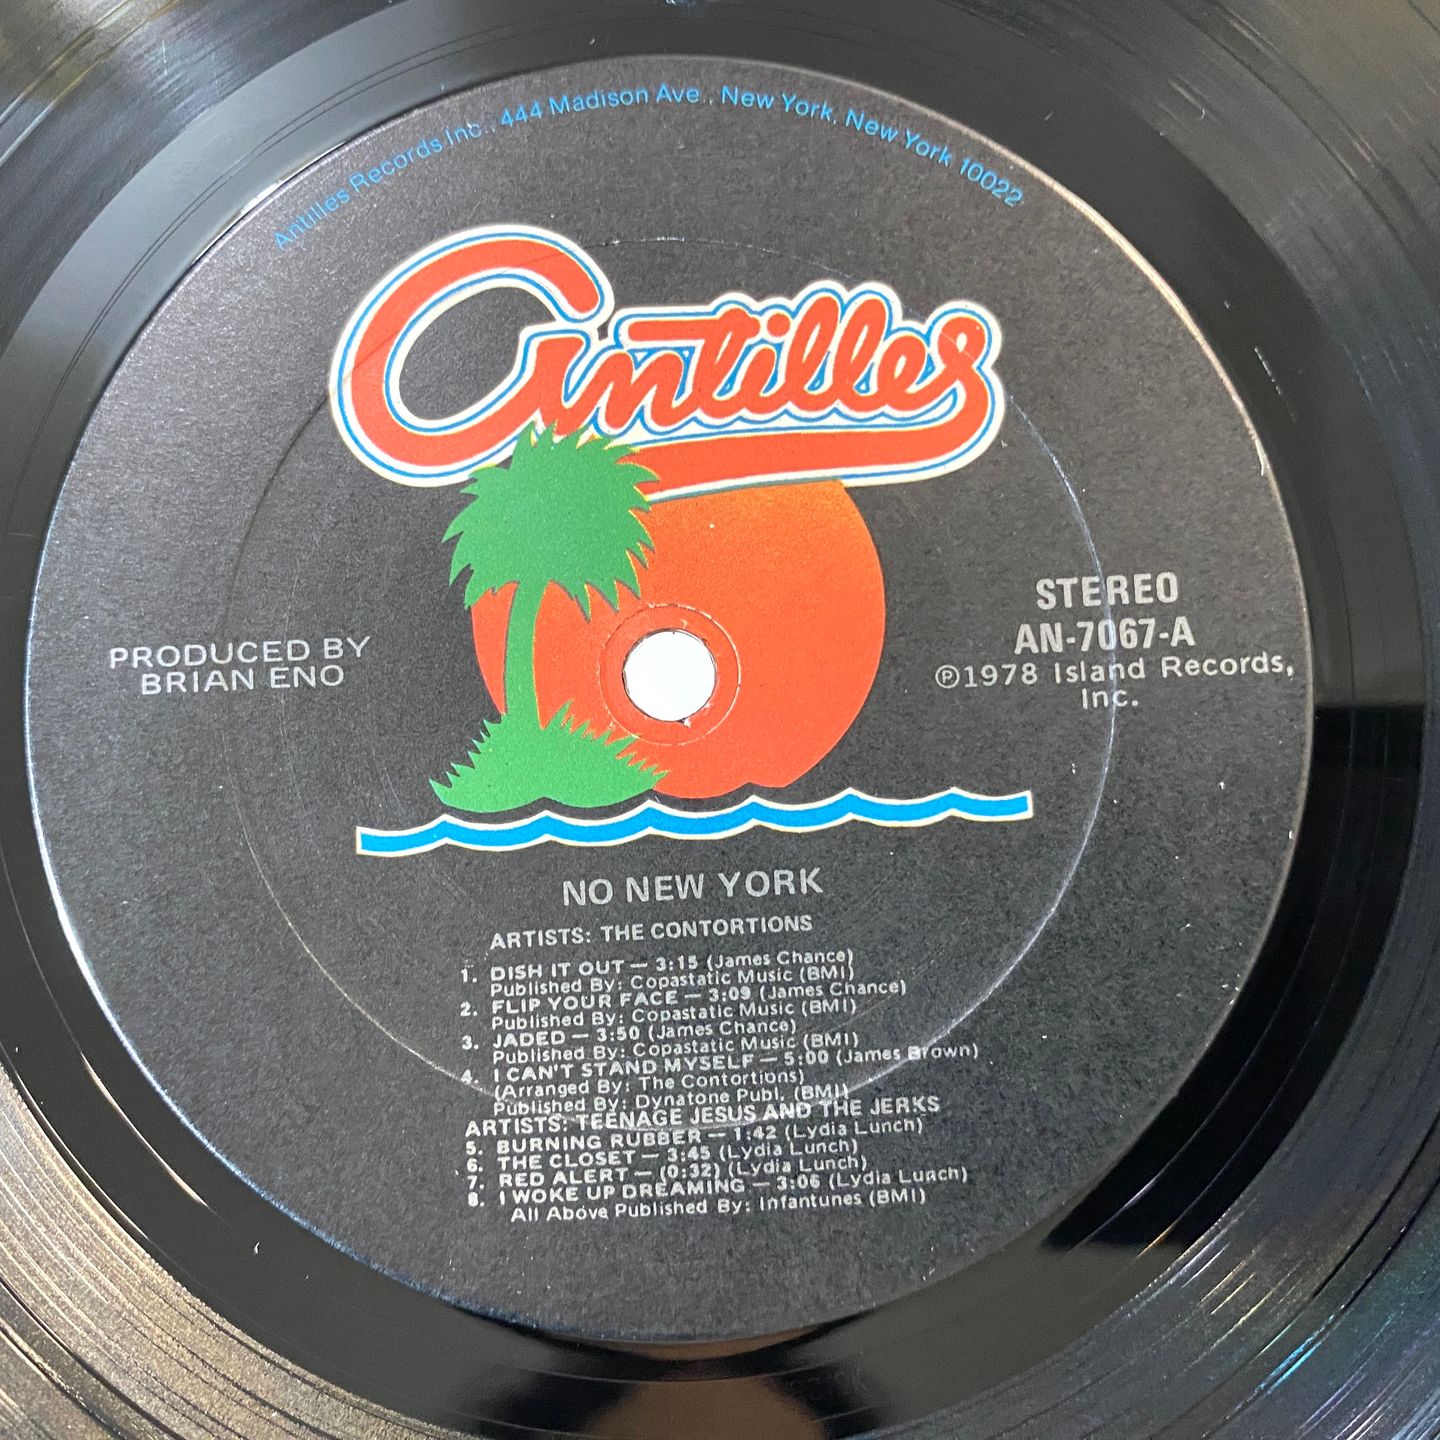 Antilles Records Inc., 444 Madison Ave., New York, New York 10022
antilles
PRODUCED BY
BRIAN ENO
STEREO
AN-7067-A
Ⓟ1978 Island Records,
Inc.
NO NEW YORK
ARTISTS: THE CONTORTIONS
1. DISH IT OUT — 3:15 (James Chance)
Published By: Copastatic Music (BMI)
2. FLIP YOUR FACE — 3:09 (James Chance)
Published By: Copastatic Music (BMI)
3. JADED — 3:50 (James Chance)
Published By: Copastatic Music (BMI)
4. I CAN'T STAND MYSELF — 5:00 (James Brown)
(Arranged By: The Contortions)
Published By: Dynatone Publ. (BMI)
ARTISTS: TEENAGE JESUS AND THE JERKS
5. BURNING RUBBER — 1:42 (Lydia Lunch)
6. THE CLOSET — 3:45 (Lydia Lunch)
7. RED ALERT — (0:32) (Lydia Lunch)
8. I WOKE UP DREAMING — 3:06 (Lydia Lunch)
All Above Published By: Infantunes (BMI)